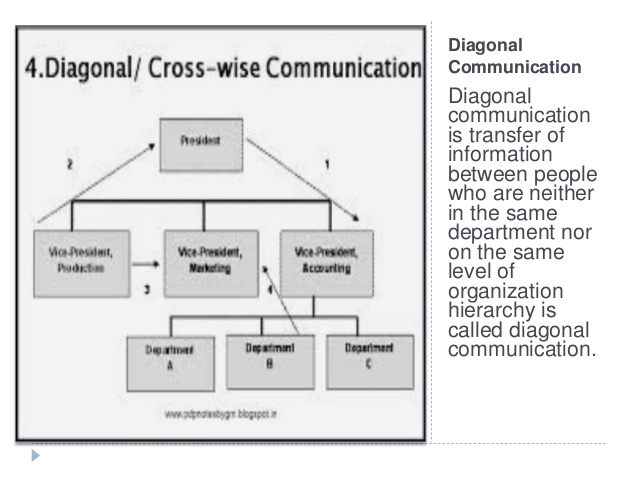 4.Diagonal/ Cross-wise Communication
President
2
1
Vice-President,
Production
Vice-President,
Marketing
Vice-President,
Accounting
3
4
Department
A
Department
B
Department
C
www.pdpnotesbygm.blogspot.in
Diagonal
Communication
Diagonal
communication
is transfer of
information
between people
who are neither
in the same
department nor
on the same
level of
organization
hierarchy is
called diagonal
communication.